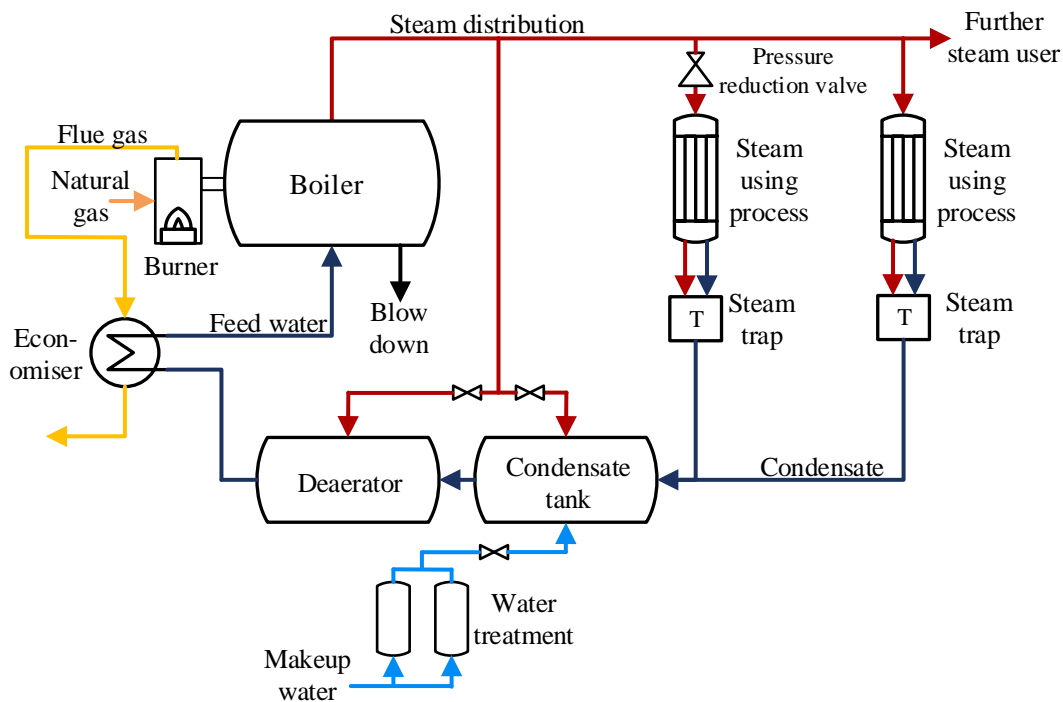 Steam distribution
Further
steam user
Pressure
reduction valve
Flue gas
Natural
gas
Burner
Boiler
Steam
using
process
Steam
using
process
Feed water
Blow
down
Econ-
omiser
T
Steam
trap
T
Steam
trap
Deaerator
Condensate
tank
Condensate
Water
treatment
Makeup
water